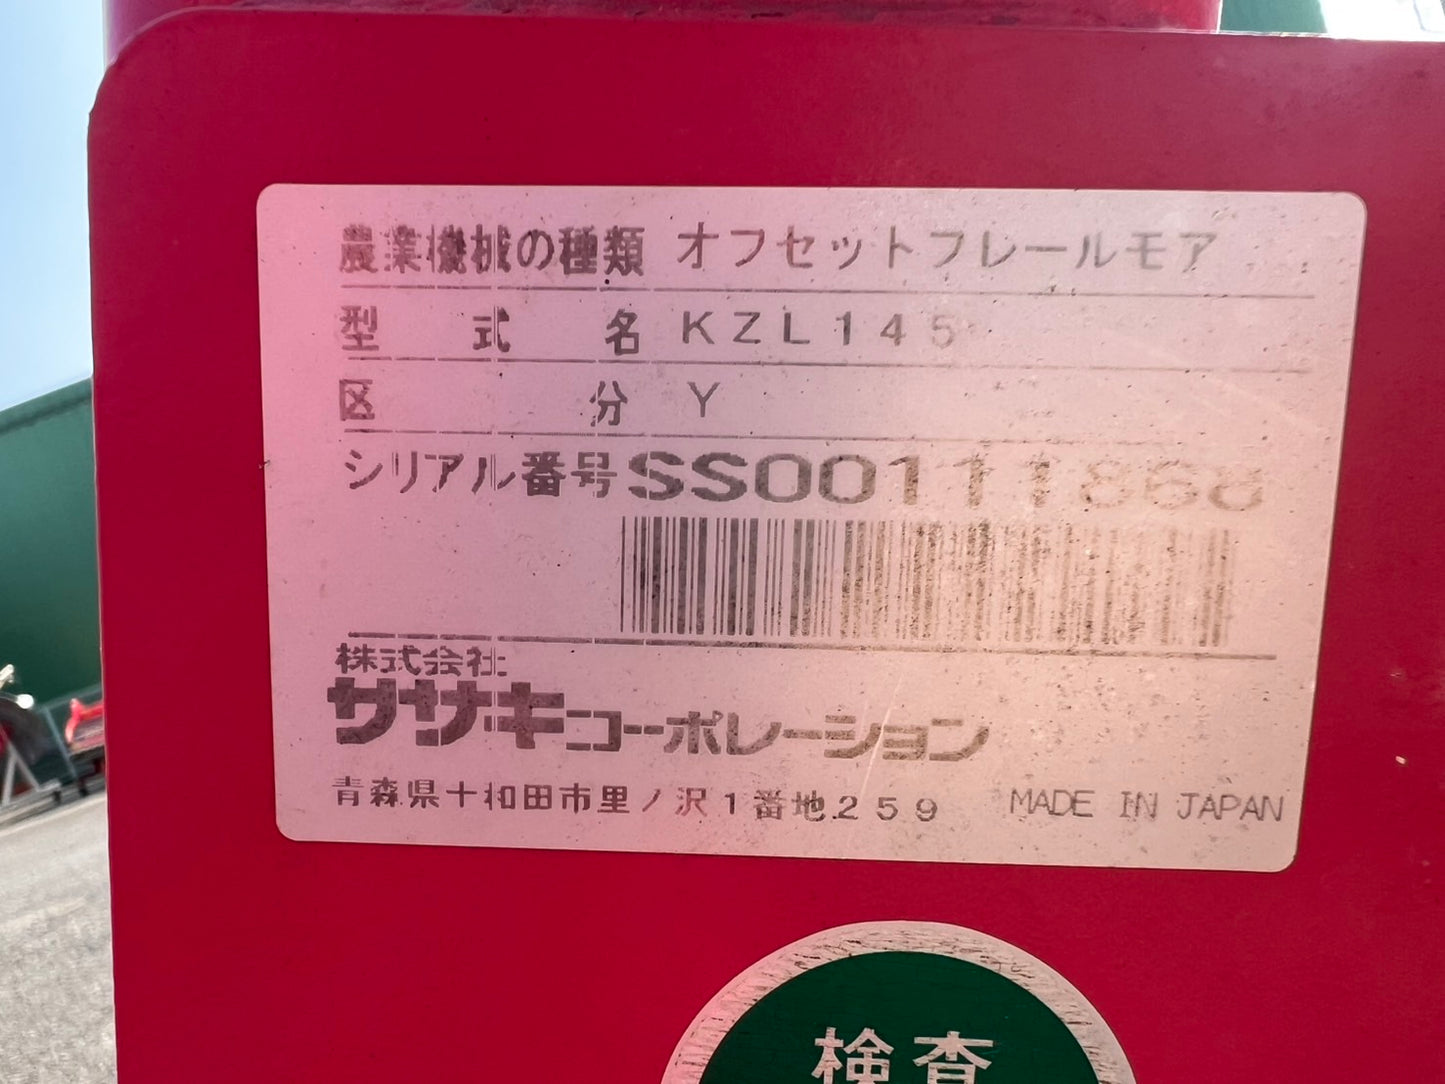 農業機械の種類 オフセットフレールモア
型式名 KZL145
区分 Y
シリアル番号 SS00111868
株式会社
ササキコーポレーション
青森県十和田市里ノ沢1番地259 MADE IN JAPAN
検査